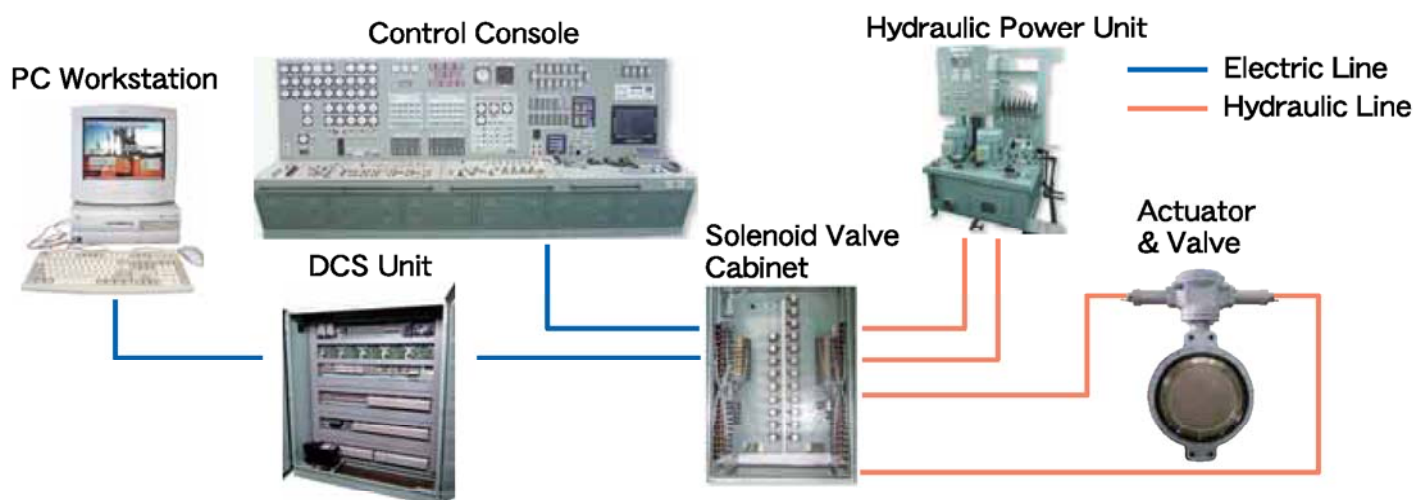 Control Console
Hydraulic Power Unit
PC Workstation
Electric Line
Hydraulic Line
Actuator
& Valve
Solenoid Valve
Cabinet
DCS Unit